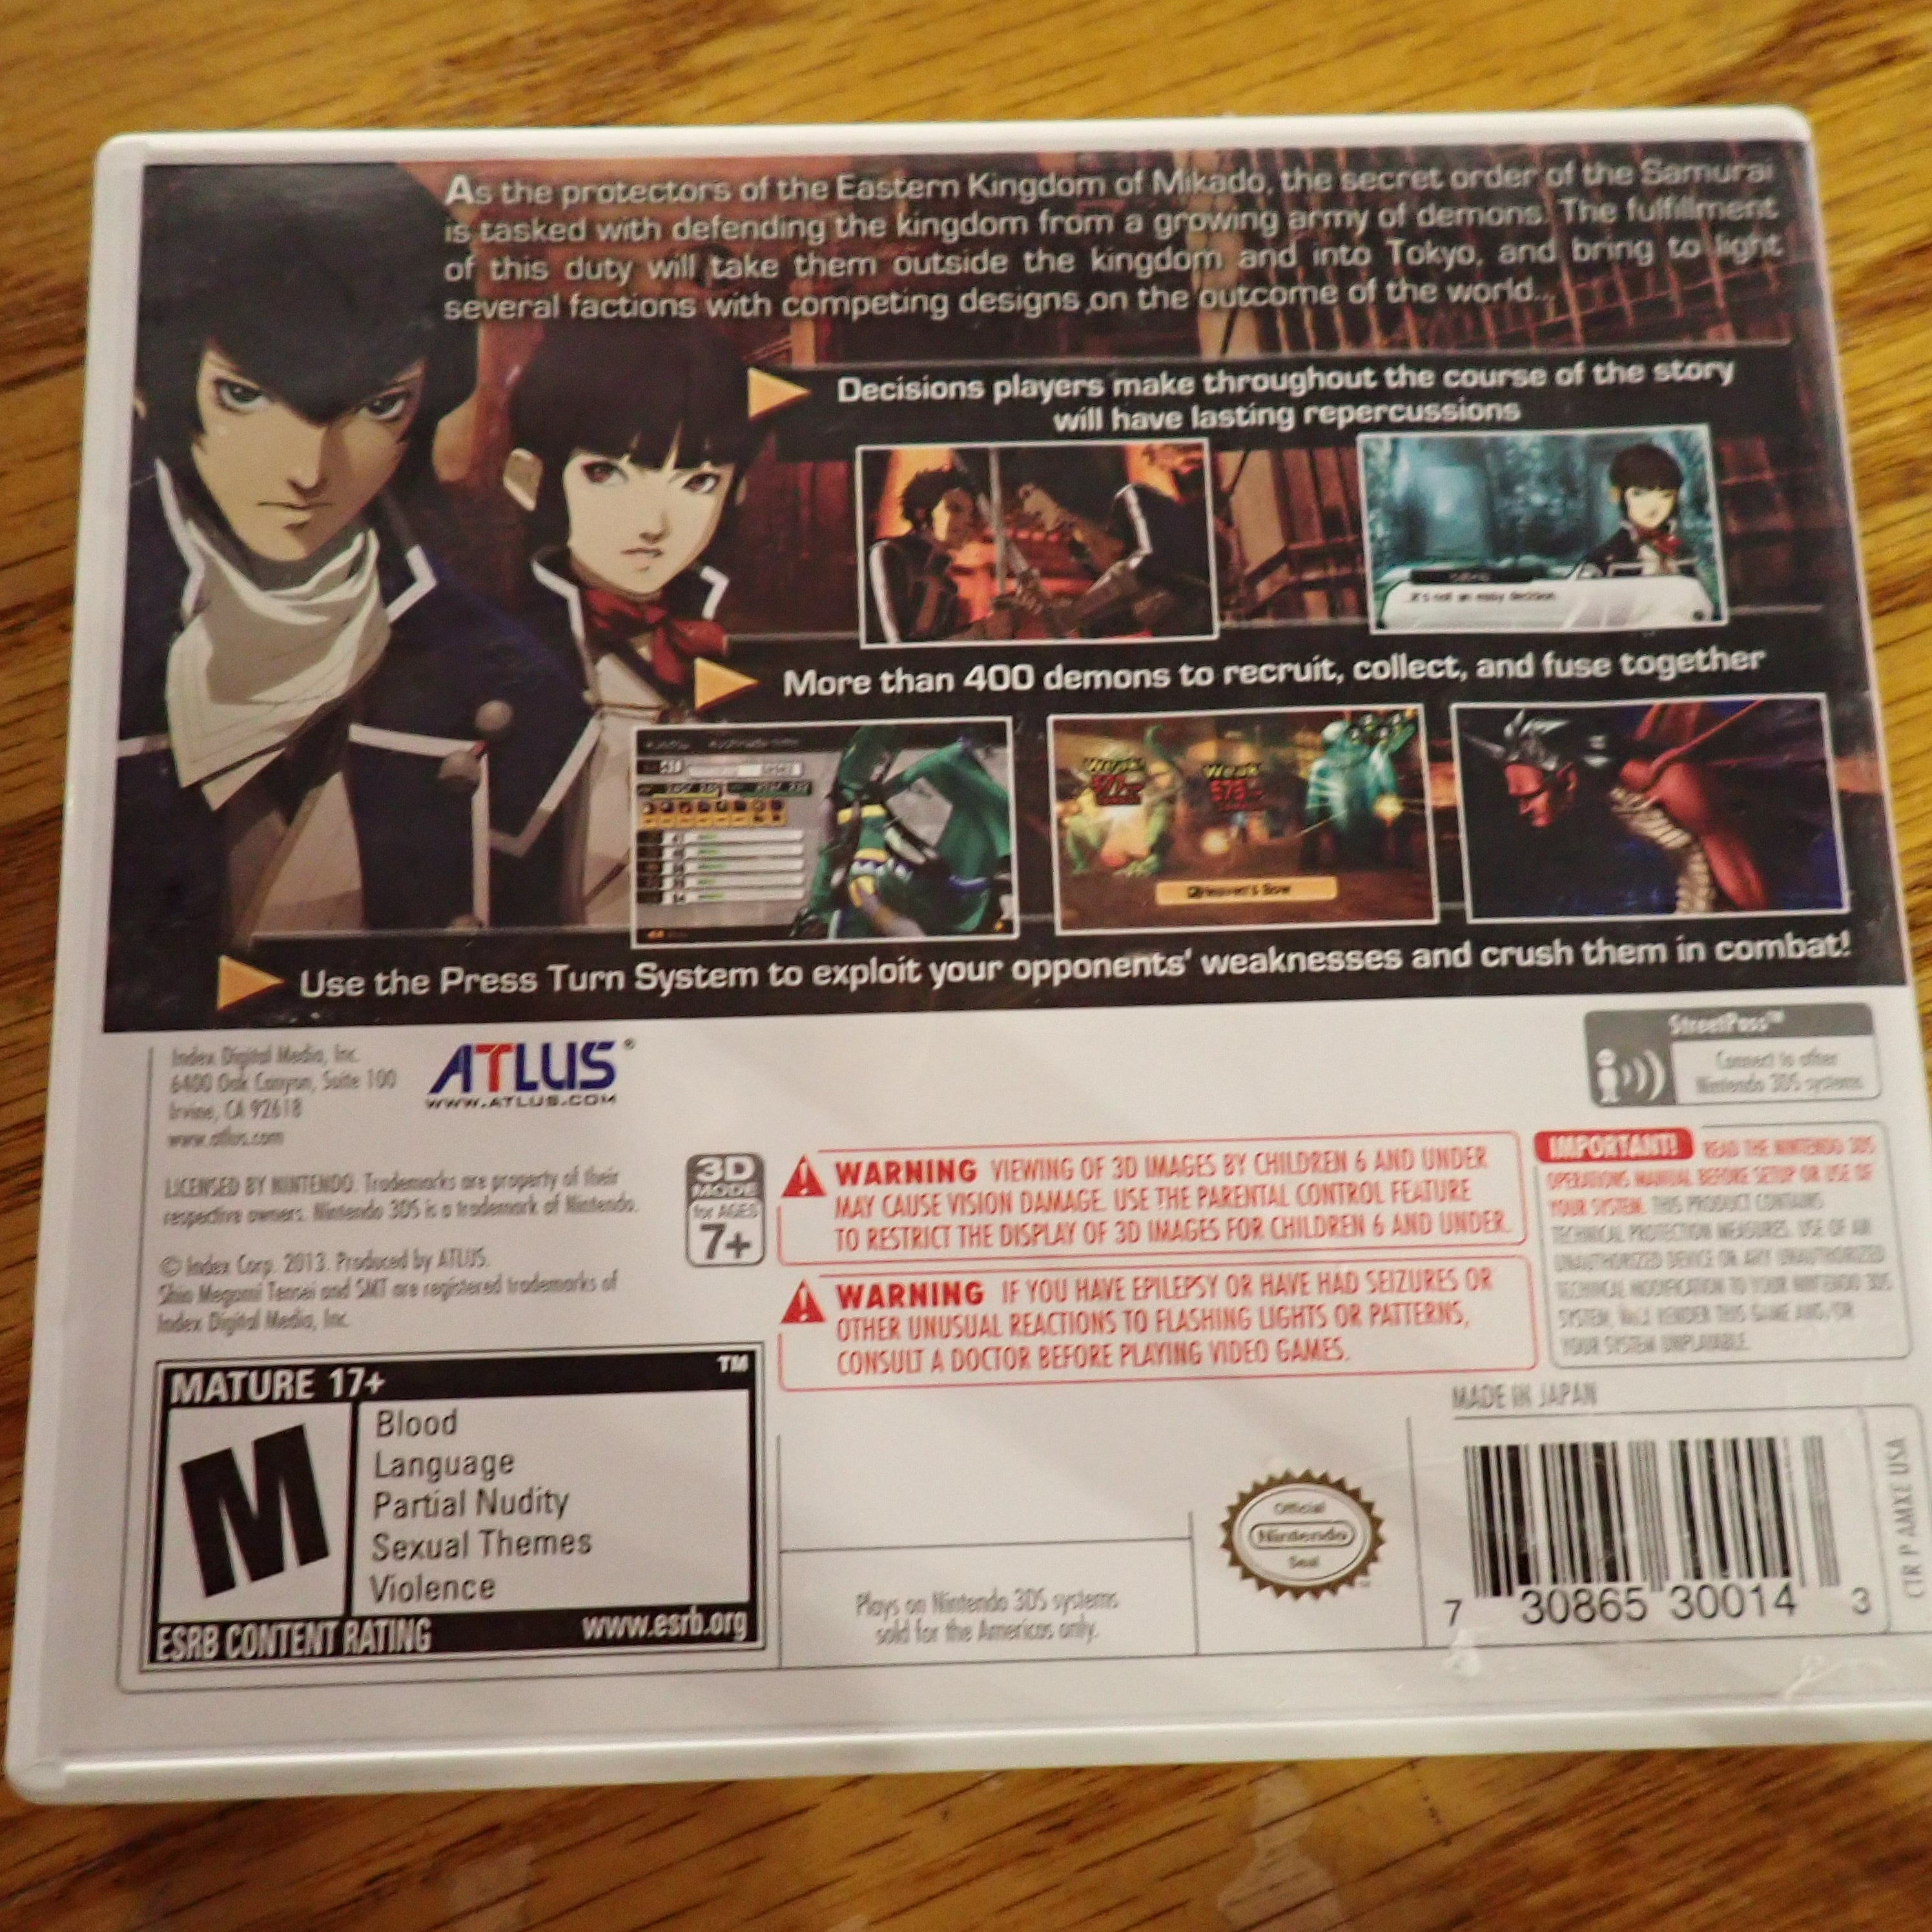 As the protectors of the Eastern Kingdom of Mikado, the secret order of the Samurai
is tasked with defending the kingdom from a growing army of demons. The fulfillment
of this duty will take them outside the kingdom and into Tokyo, and bring to light
several factions with competing designs on the outcome of the world...
Decisions players make throughout the course of the story
will have lasting repercussions
It's not an easy decision
More than 400 demons to recruit, collect, and fuse together
Weak!
Weak!
Heaven's Bow
Use the Press Turn System to exploit your opponents' weaknesses and crush them in combat!
Index Digital Media, Inc.
6400 Oak Canyon, Suite 100
Irvine, CA 92618
www.atlus.com
ATLUS®
WWW.ATLUS.COM
StreetPass™
Connect to other
Nintendo 3DS systems
LICENSED BY NINTENDO. Trademarks are property of their
respective owners. Nintendo 3DS is a trademark of Nintendo.
© Index Corp. 2013. Produced by ATLUS.
Shin Megami Tensei and SMT are registered trademarks of
Index Digital Media, Inc.
3D
MODE
for AGES
7+
WARNING VIEWING OF 3D IMAGES BY CHILDREN 6 AND UNDER
MAY CAUSE VISION DAMAGE. USE THE PARENTAL CONTROL FEATURE
TO RESTRICT THE DISPLAY OF 3D IMAGES FOR CHILDREN 6 AND UNDER.
WARNING IF YOU HAVE EPILEPSY OR HAVE HAD SEIZURES OR
OTHER UNUSUAL REACTIONS TO FLASHING LIGHTS OR PATTERNS,
CONSULT A DOCTOR BEFORE PLAYING VIDEO GAMES.
IMPORTANT! READ THE NINTENDO 3DS
OPERATIONS MANUAL BEFORE SETUP OR USE OF
YOUR SYSTEM. THIS PRODUCT CONTAINS
TECHNICAL PROTECTION MEASURES. USE OF AN
UNAUTHORIZED DEVICE OR ANY UNAUTHORIZED
TECHNICAL MODIFICATION TO YOUR NINTENDO 3DS
SYSTEM, WILL RENDER THIS GAME AND/OR
YOUR SYSTEM UNPLAYABLE.
MATURE 17+ ™
M
Blood
Language
Partial Nudity
Sexual Themes
Violence
ESRB CONTENT RATING www.esrb.org
Plays on Nintendo 3DS systems
sold for the Americas only.
Official
Nintendo
Seal
MADE IN JAPAN
7 30865 30014 3
CTR P AMXE USA